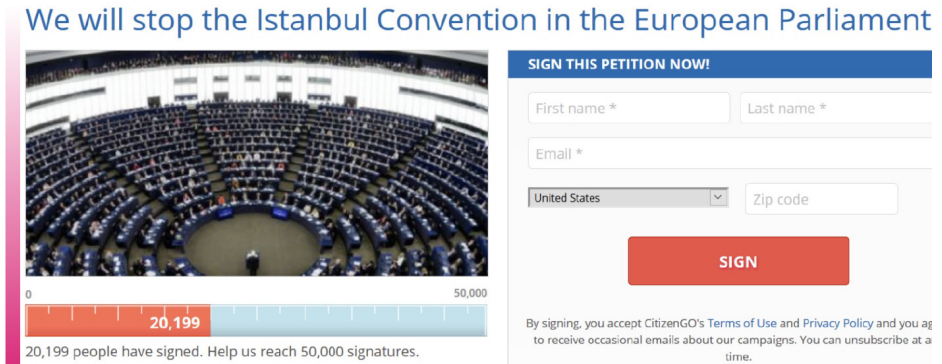 We will stop the Istanbul Convention in the European Parliament
SIGN THIS PETITION NOW!
First name *
Last name *
Email *
United States
Zip code
SIGN
0
50,000
20,199
20,199 people have signed. Help us reach 50,000 signatures.
By signing, you accept CitizenGO's Terms of Use and Privacy Policy and you
to receive occasional emails about our campaigns. You can unsubscribe at
time.